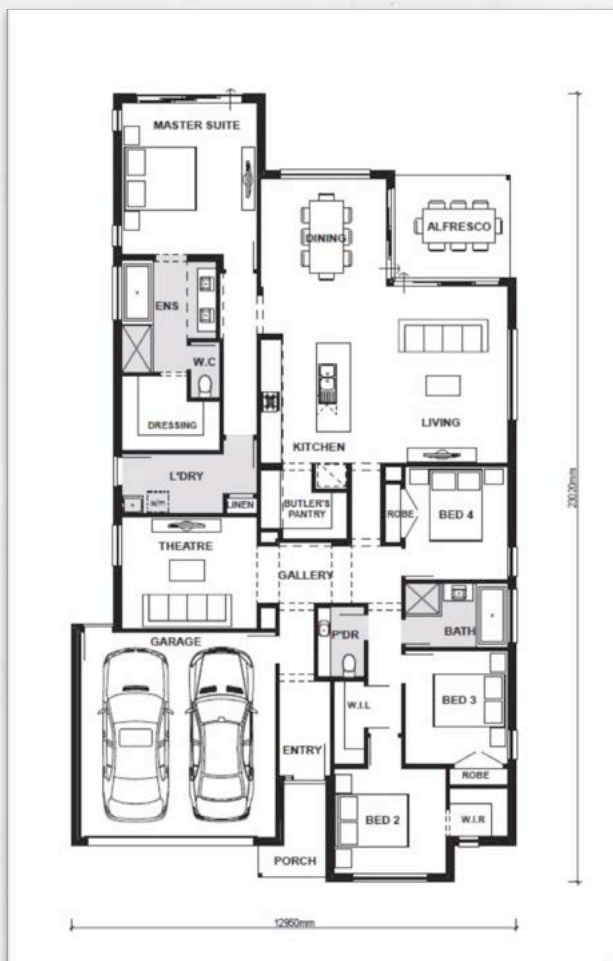 MASTER SUITE
DINING
ALFRESCO
ENS
W.C
DRESSING
LIVING
KITCHEN
L'DRY
W/M
LINEN
BUTLER'S
PANTRY
ROBE
BED 4
THEATRE
GALLERY
GARAGE
P'DR
BATH
W.I.L
BED 3
ENTRY
ROBE
BED 2
W.I.R
PORCH
12950mm
23020mm